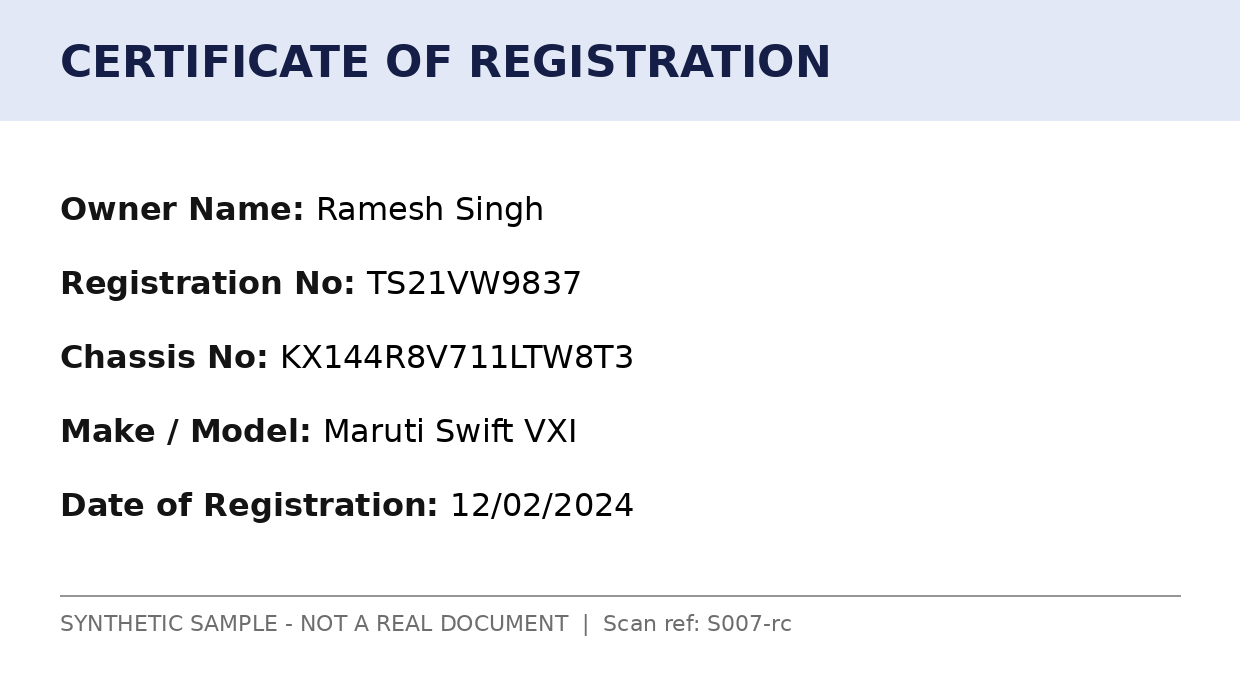 CERTIFICATE OF REGISTRATION
Owner Name: Ramesh Singh
Registration No: TS21VW9837
Chassis No: KX144R8V711LTW8T3
Make / Model: Maruti Swift VXI
Date of Registration: 12/02/2024
SYNTHETIC SAMPLE - NOT A REAL DOCUMENT | Scan ref: S007-rc